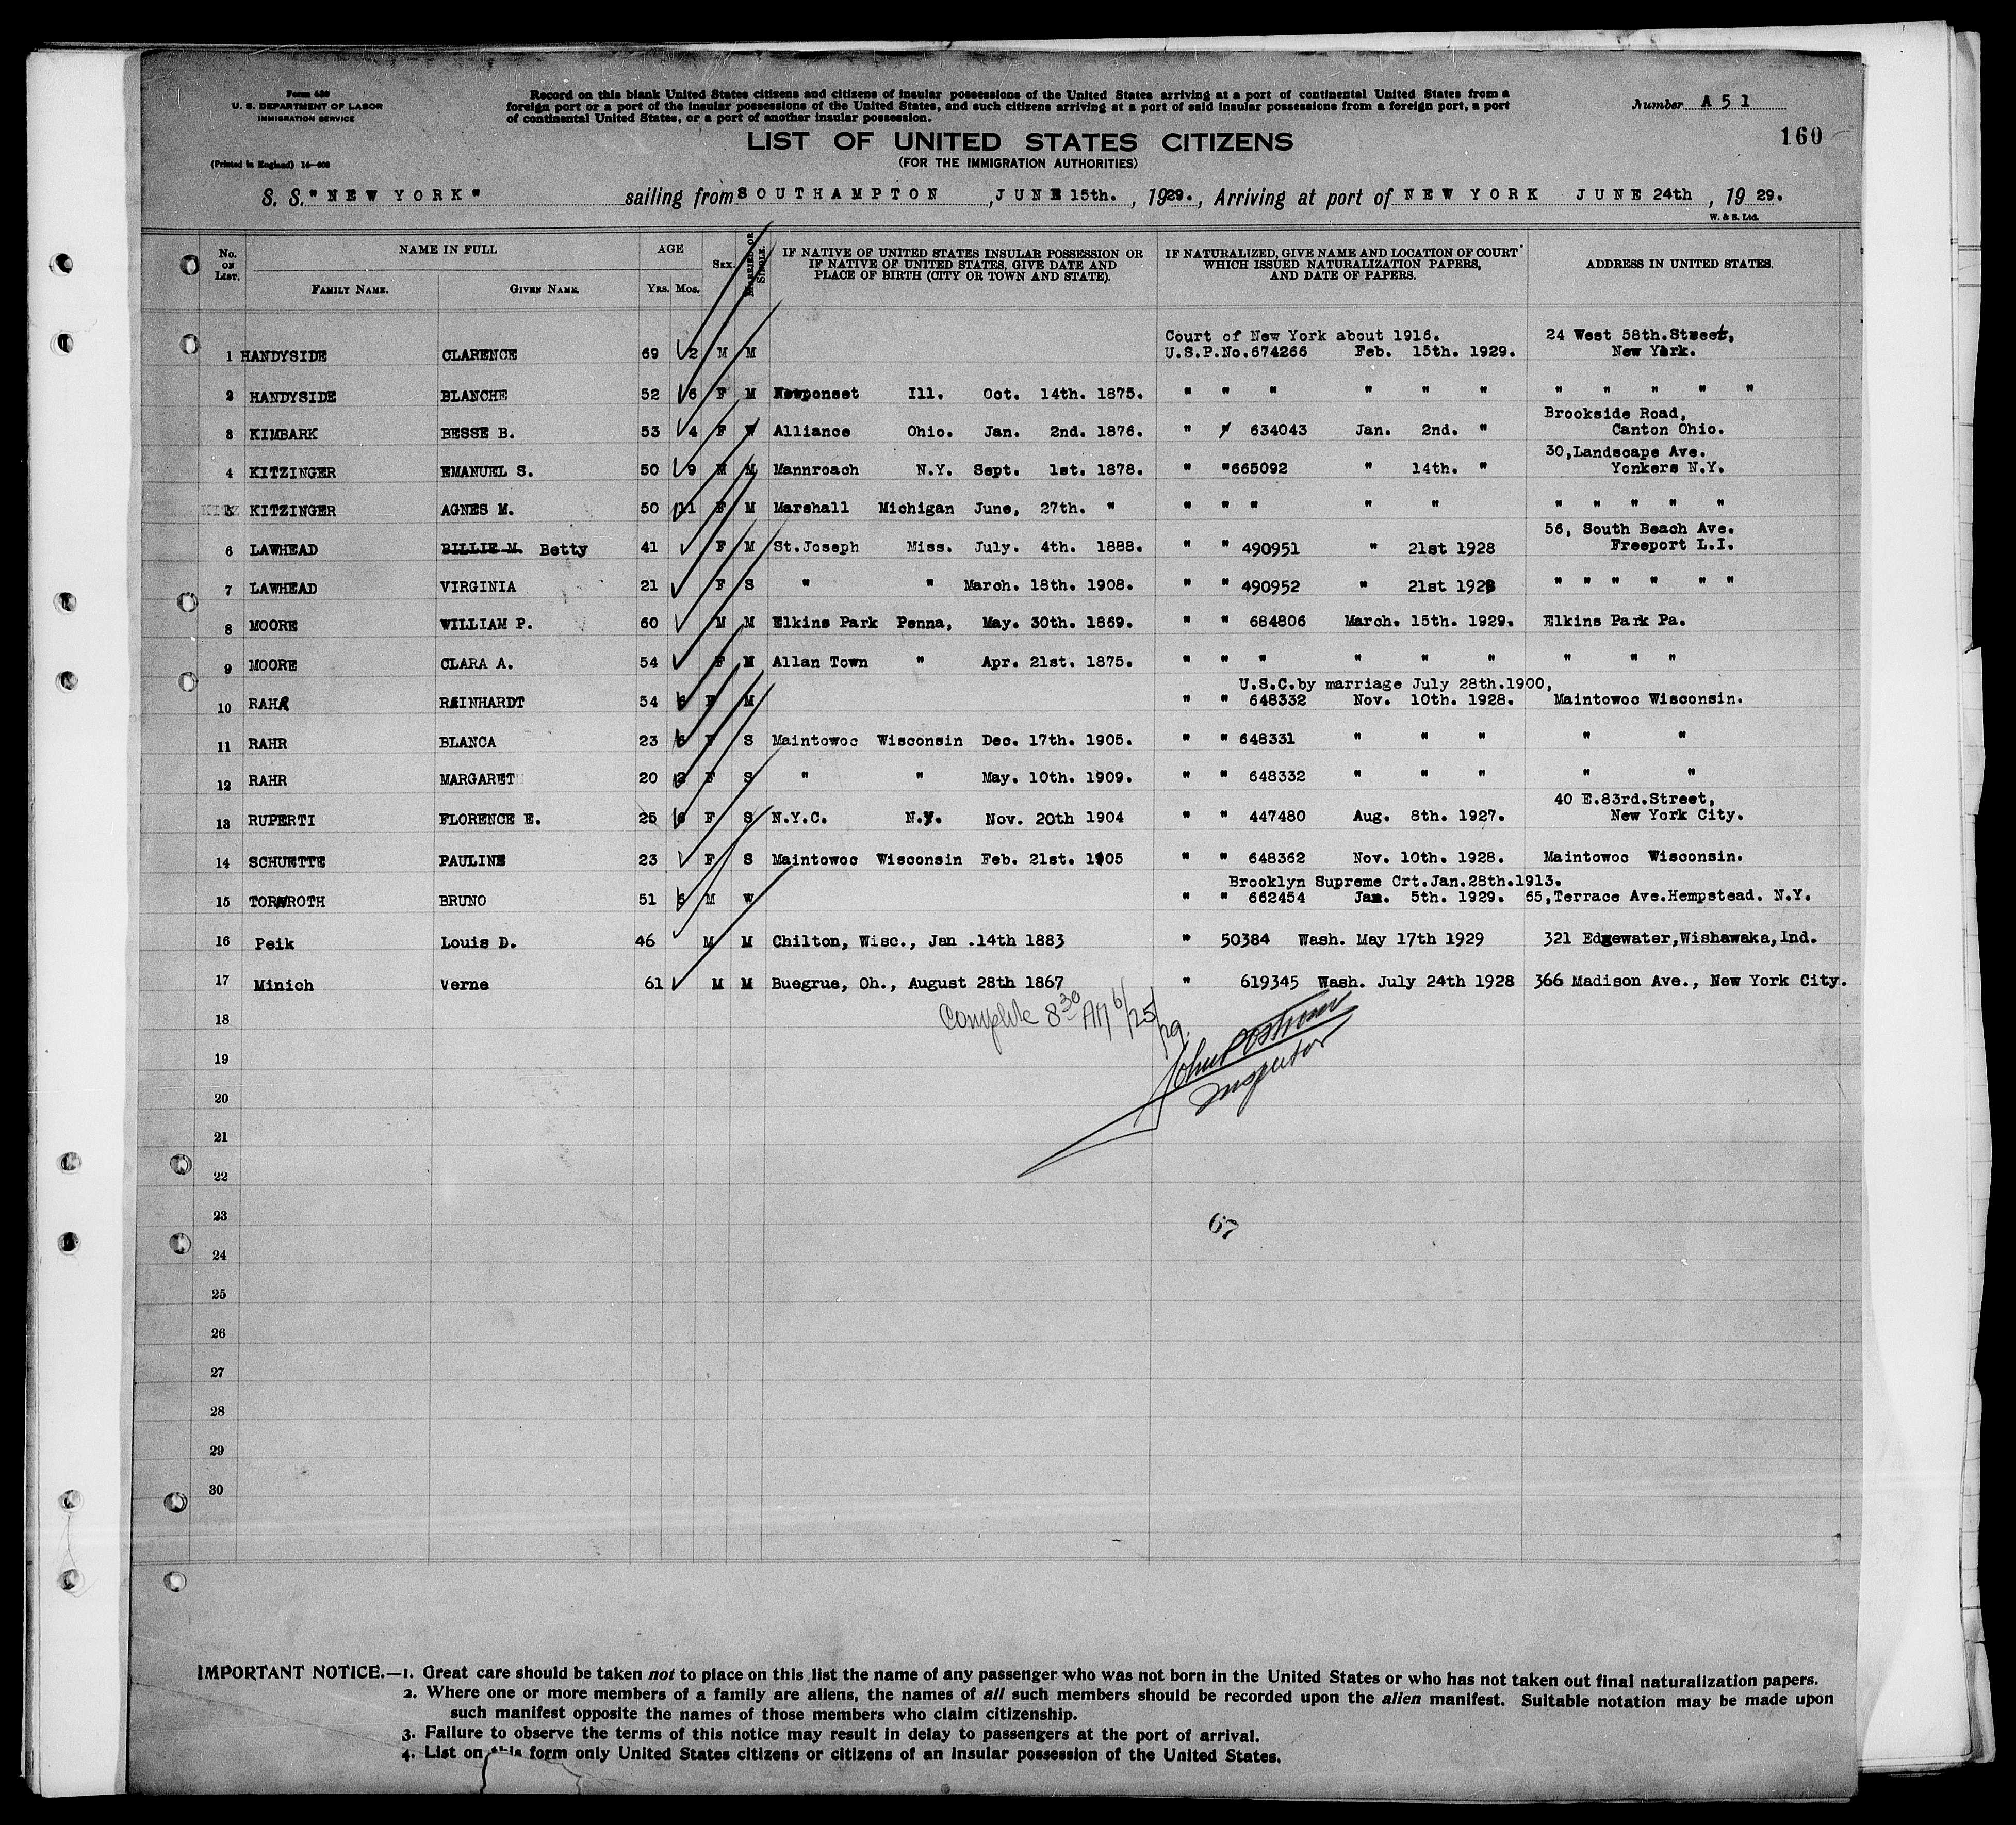 Form 630
U. S. DEPARTMENT OF LABOR
IMMIGRATION SERVICE
(Printed in England) 14—608
Record on this blank United States citizens and citizens of insular possessions of the United States arriving at a port of continental United States from a
foreign port or a port of the insular possessions of the United States, and such citizens arriving at a port of said insular possessions from a foreign port, a port
of continental United States, or a port of another insular possession.
Number A 5 1
160
LIST OF UNITED STATES CITIZENS
(FOR THE IMMIGRATION AUTHORITIES)
S. S. "NEW YORK" sailing from SOUTHAMPTON, JUNE 15th., 1929., Arriving at port of NEW YORK JUNE 24th, 1929.
W. & S. Ltd.
No. ON LIST. NAME IN FULL AGE SEX. MARRIED OR SINGLE. IF NATIVE OF UNITED STATES INSULAR POSSESSION OR IF NATIVE OF UNITED STATES, GIVE DATE AND PLACE OF BIRTH (CITY OR TOWN AND STATE). IF NATURALIZED, GIVE NAME AND LOCATION OF COURT WHICH ISSUED NATURALIZATION PAPERS, AND DATE OF PAPERS. ADDRESS IN UNITED STATES.
FAMILY NAME. GIVEN NAME. YRS. MOS.
Court of New York about 1916. 24 West 58th.Street,
1 HANDYSIDE CLARENCE 69 2 M M U.S.P.No.674266 Feb. 15th. 1929. New York.
2 HANDYSIDE BLANCHE 52 6 F M Neponset Ill. Oct. 14th. 1875. " " " " " " " " " " "
Brookside Road,
3 KIMBARK BESSE B. 53 4 F W Alliance Ohio. Jan. 2nd. 1876. " " 634043 Jan. 2nd. " Canton Ohio.
30,Landscape Ave.
4 KITZINGER EMANUEL S. 50 9 M M Mannroach N.Y. Sept. 1st. 1878. " "665092 " 14th. " Yonkers N.Y.
5 KITZINGER AGNES M. 50 11 F M Marshall Michigan June, 27th. " " " " " " " " " " "
56, South Beach Ave.
6 LAWHEAD BILLIE M. Betty 41 F M St.Joseph Miss. July. 4th. 1888. " " 490951 " 21st 1928 Freeport L.I.
7 LAWHEAD VIRGINIA 21 F S " " March. 18th. 1908. " " 490952 " 21st 1928 " " " " " "
8 MOORE WILLIAM P. 60 M M Elkins Park Penna, May. 30th. 1869. " " 684806 March. 15th. 1929. Elkins Park Pa.
9 MOORE CLARA A. 54 F M Allan Town " Apr. 21st. 1875. " " " " " " " " "
U.S.C.by marriage July 28th.1900,
10 RAHR REINHARDT 54 6 F M " " 648332 Nov. 10th. 1928. Maintowoc Wisconsin.
11 RAHR BLANCA 23 6 F S Maintowoc Wisconsin Dec. 17th. 1905. " " 648331 " " " " "
12 RAHR MARGARET 20 F S " " May. 10th. 1909. " " 648332 " " " " "
40 E.83rd.Street,
13 RUPERTI FLORENCE E. 25 6 F S N.Y.C. N.Y. Nov. 20th 1904 " " 447480 Aug. 8th. 1927. New York City.
14 SCHUETTE PAULINE 23 F S Maintowoc Wisconsin Feb. 21st. 1905 " " 648362 Nov. 10th. 1928. Maintowoc Wisconsin.
Brooklyn Supreme Crt.Jan.28th.1913.
15 TORNROTH BRUNO 51 6 M W " " 662454 Jan. 5th. 1929. 65,Terrace Ave.Hempstead. N.Y.
16 Peik Louis D. 46 M M Chilton, Wisc., Jan .14th 1883 " 50384 Wash. May 17th 1929 321 Edgewater,Wishawaka,Ind.
17 Minich Verne 61 M M Buegrue, Oh., August 28th 1867 " 619345 Wash. July 24th 1928 366 Madison Ave., New York City.
18
Complete 8 30 AM 6/25/29.
19
Inspector
20
21
22
23
67
24
25
26
27
28
29
30
IMPORTANT NOTICE.—1. Great care should be taken not to place on this list the name of any passenger who was not born in the United States or who has not taken out final naturalization papers.
2. Where one or more members of a family are aliens, the names of all such members should be recorded upon the alien manifest. Suitable notation may be made upon
such manifest opposite the names of those members who claim citizenship.
3. Failure to observe the terms of this notice may result in delay to passengers at the port of arrival.
4. List on this form only United States citizens or citizens of an insular possession of the United States.